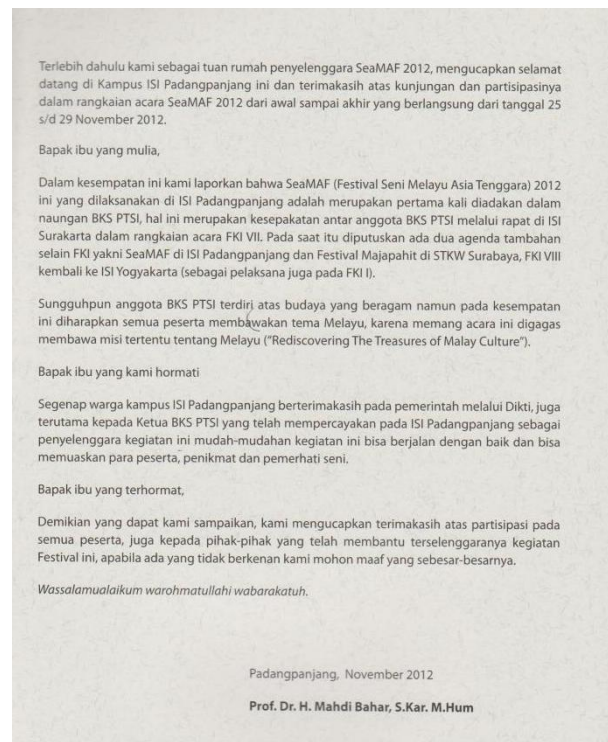 Terlebih dahulu kami sebagai tuan rumah penyelenggara SeaMAF 2012, mengucapkan selamat
datang di Kampus ISI Padangpanjang ini dan terimakasih atas kunjungan dan partisipasinya
dalam rangkaian acara SeaMAF 2012 dari awal sampai akhir yang berlangsung dari tanggal 25
s/d 29 November 2012.
Bapak ibu yang mulia,
Dalam kesempatan ini kami laporkan bahwa SeaMAF (Festival Seni Melayu Asia Tenggara) 2012
ini yang dilaksanakan di ISI Padangpanjang adalah merupakan pertama kali diadakan dalam
naungan BKS PTSI, hal ini merupakan kesepakatan antar anggota BKS PTSI melalui rapat di ISI
Surakarta dalam rangkaian acara FKI VII. Pada saat itu diputuskan ada dua agenda tambahan
selain FKI yakni SeaMAF di ISI Padangpanjang dan Festival Majapahit di STKW Surabaya, FKI VIII
kembali ke ISI Yogyakarta (sebagai pelaksana juga pada FKI I).
Sungguhpun anggota BKS PTSI terdiri atas budaya yang beragam namun pada kesempatan
ini diharapkan semua peserta membawakan tema Melayu, karena memang acara ini digagas
membawa misi tertentu tentang Melayu ("Rediscovering The Treasures of Malay Culture").
Bapak ibu yang kami hormati
Segenap warga kampus ISI Padangpanjang berterimakasih pada pemerintah melalui Dikti, juga
terutama kepada Ketua BKS PTSI yang telah mempercayakan pada ISI Padangpanjang sebagai
penyelenggara kegiatan ini mudah-mudahan kegiatan ini bisa berjalan dengan baik dan bisa
memuaskan para peserta, penikmat dan pemerhati seni.
Bapak ibu yang terhormat,
Demikian yang dapat kami sampaikan, kami mengucapkan terimakasih atas partisipasi pada
semua peserta, juga kepada pihak-pihak yang telah membantu terselenggaranya kegiatan
Festival ini, apabila ada yang tidak berkenan kami mohon maaf yang sebesar-besarnya.
Wassalamualaikum warohmatullahi wabarakatuh.
Padangpanjang, November 2012
Prof. Dr. H. Mahdi Bahar, S.Kar. M.Hum